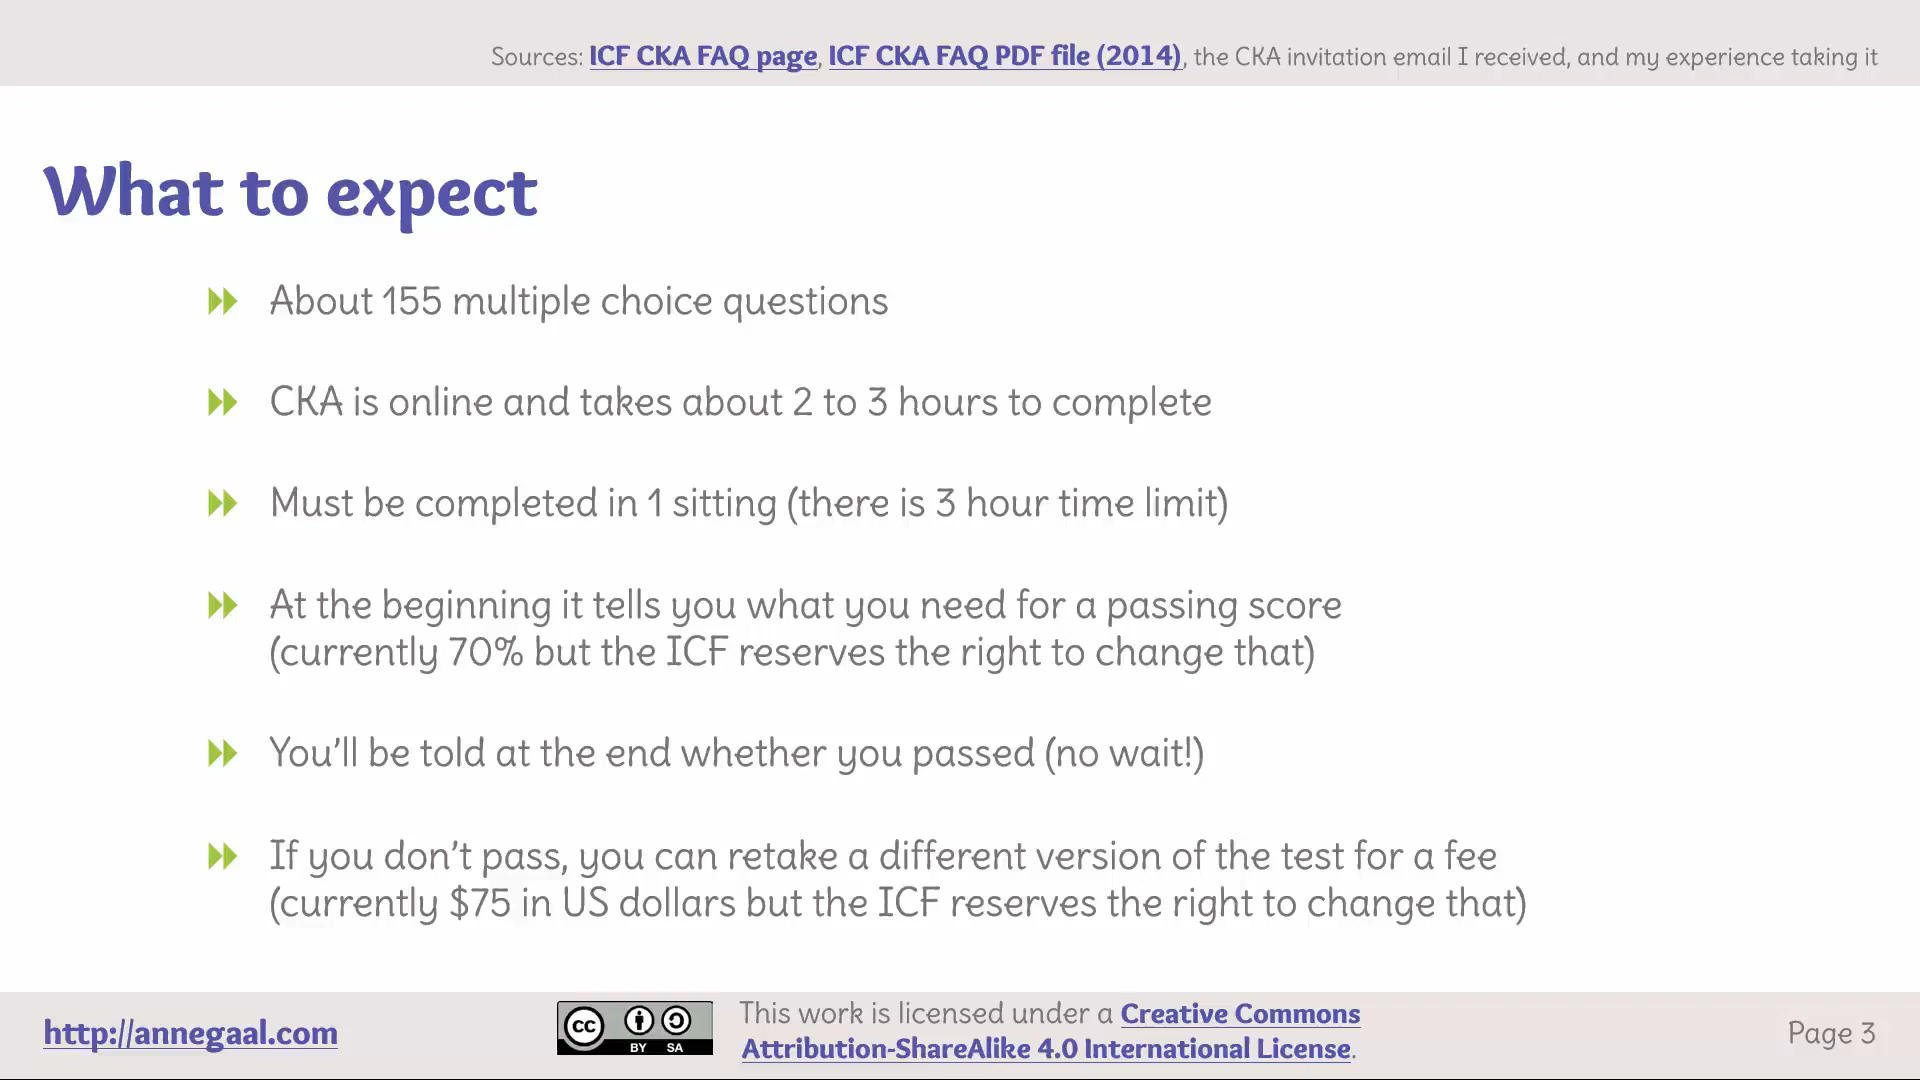 Sources: ICF CKA FAQ page, ICF CKA FAQ PDF file (2014), the CKA invitation email I received, and my experience taking it
What to expect
About 155 multiple choice questions
CKA is online and takes about 2 to 3 hours to complete
Must be completed in 1 sitting (there is 3 hour time limit)
At the beginning it tells you what you need for a passing score
(currently 70% but the ICF reserves the right to change that)
You'll be told at the end whether you passed (no wait!)
If you don't pass, you can retake a different version of the test for a fee
(currently $75 in US dollars but the ICF reserves the right to change that)
http://annegaal.com
cc BY SA
This work is licensed under a Creative Commons
Attribution-ShareAlike 4.0 International License.
Page 3